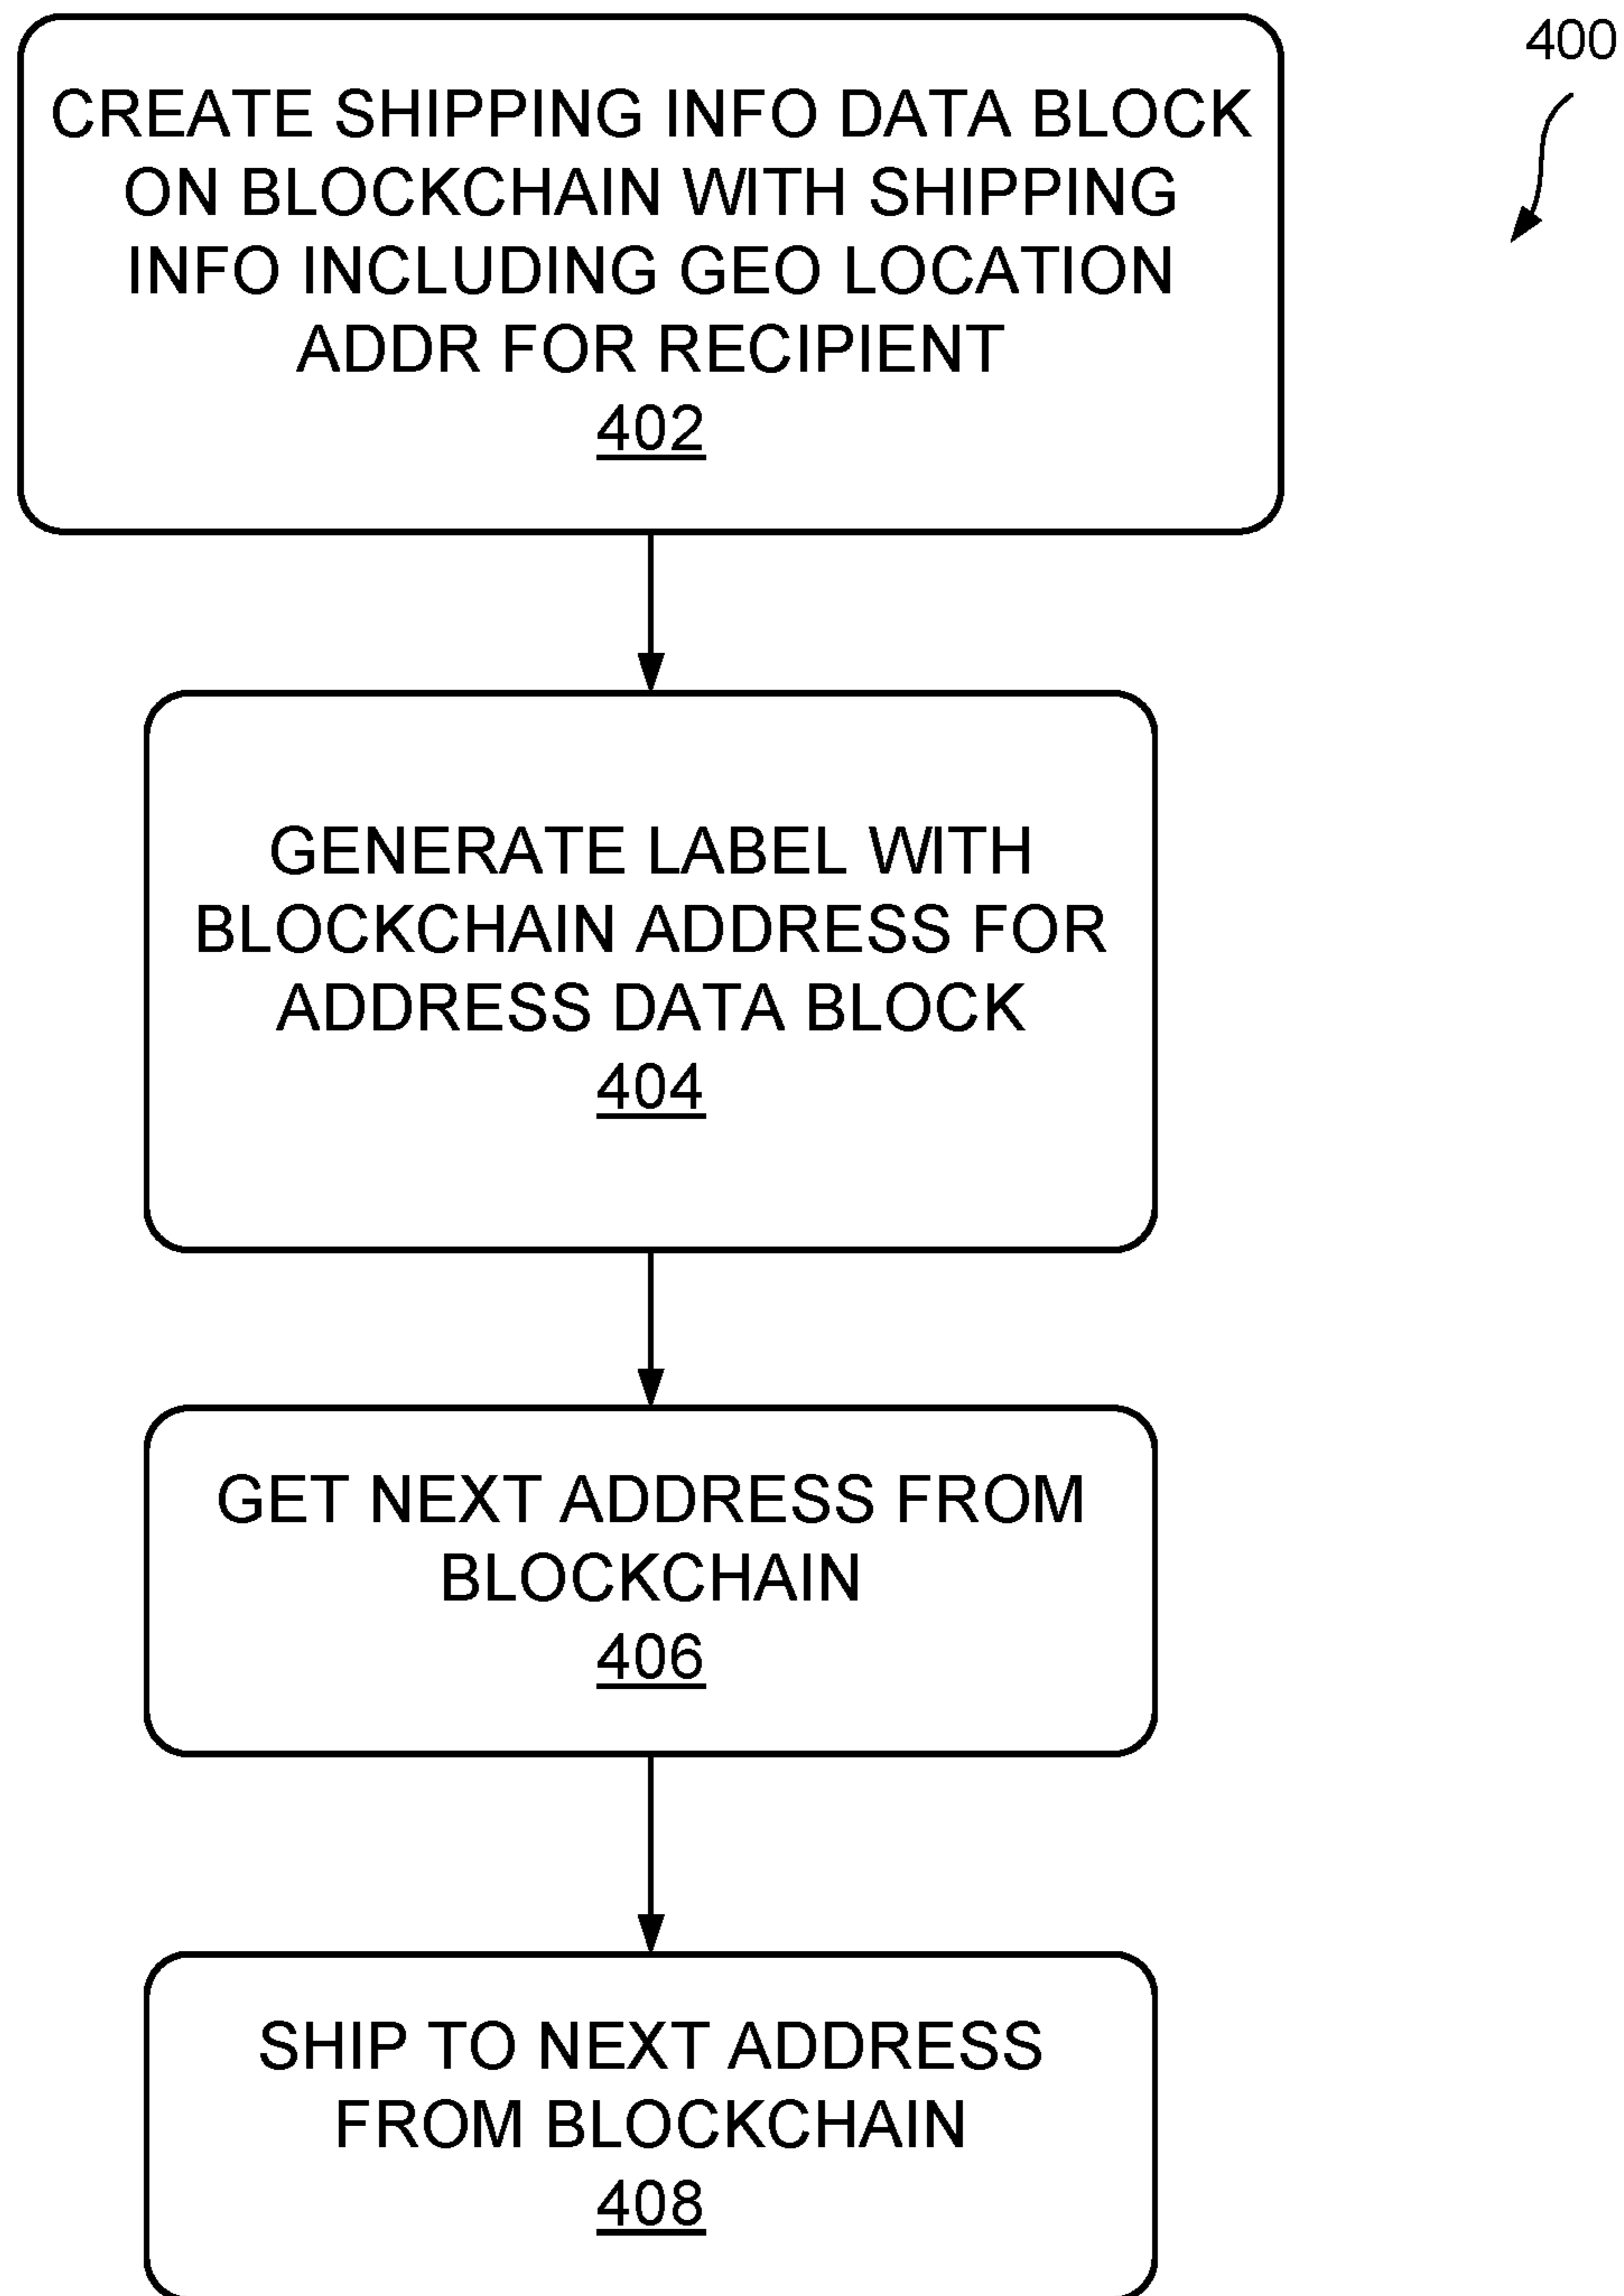 400
CREATE SHIPPING INFO DATA BLOCK
ON BLOCKCHAIN WITH SHIPPING
INFO INCLUDING GEO LOCATION
ADDR FOR RECIPIENT
402
GENERATE LABEL WITH
BLOCKCHAIN ADDRESS FOR
ADDRESS DATA BLOCK
404
GET NEXT ADDRESS FROM
BLOCKCHAIN
406
SHIP TO NEXT ADDRESS
FROM BLOCKCHAIN
408